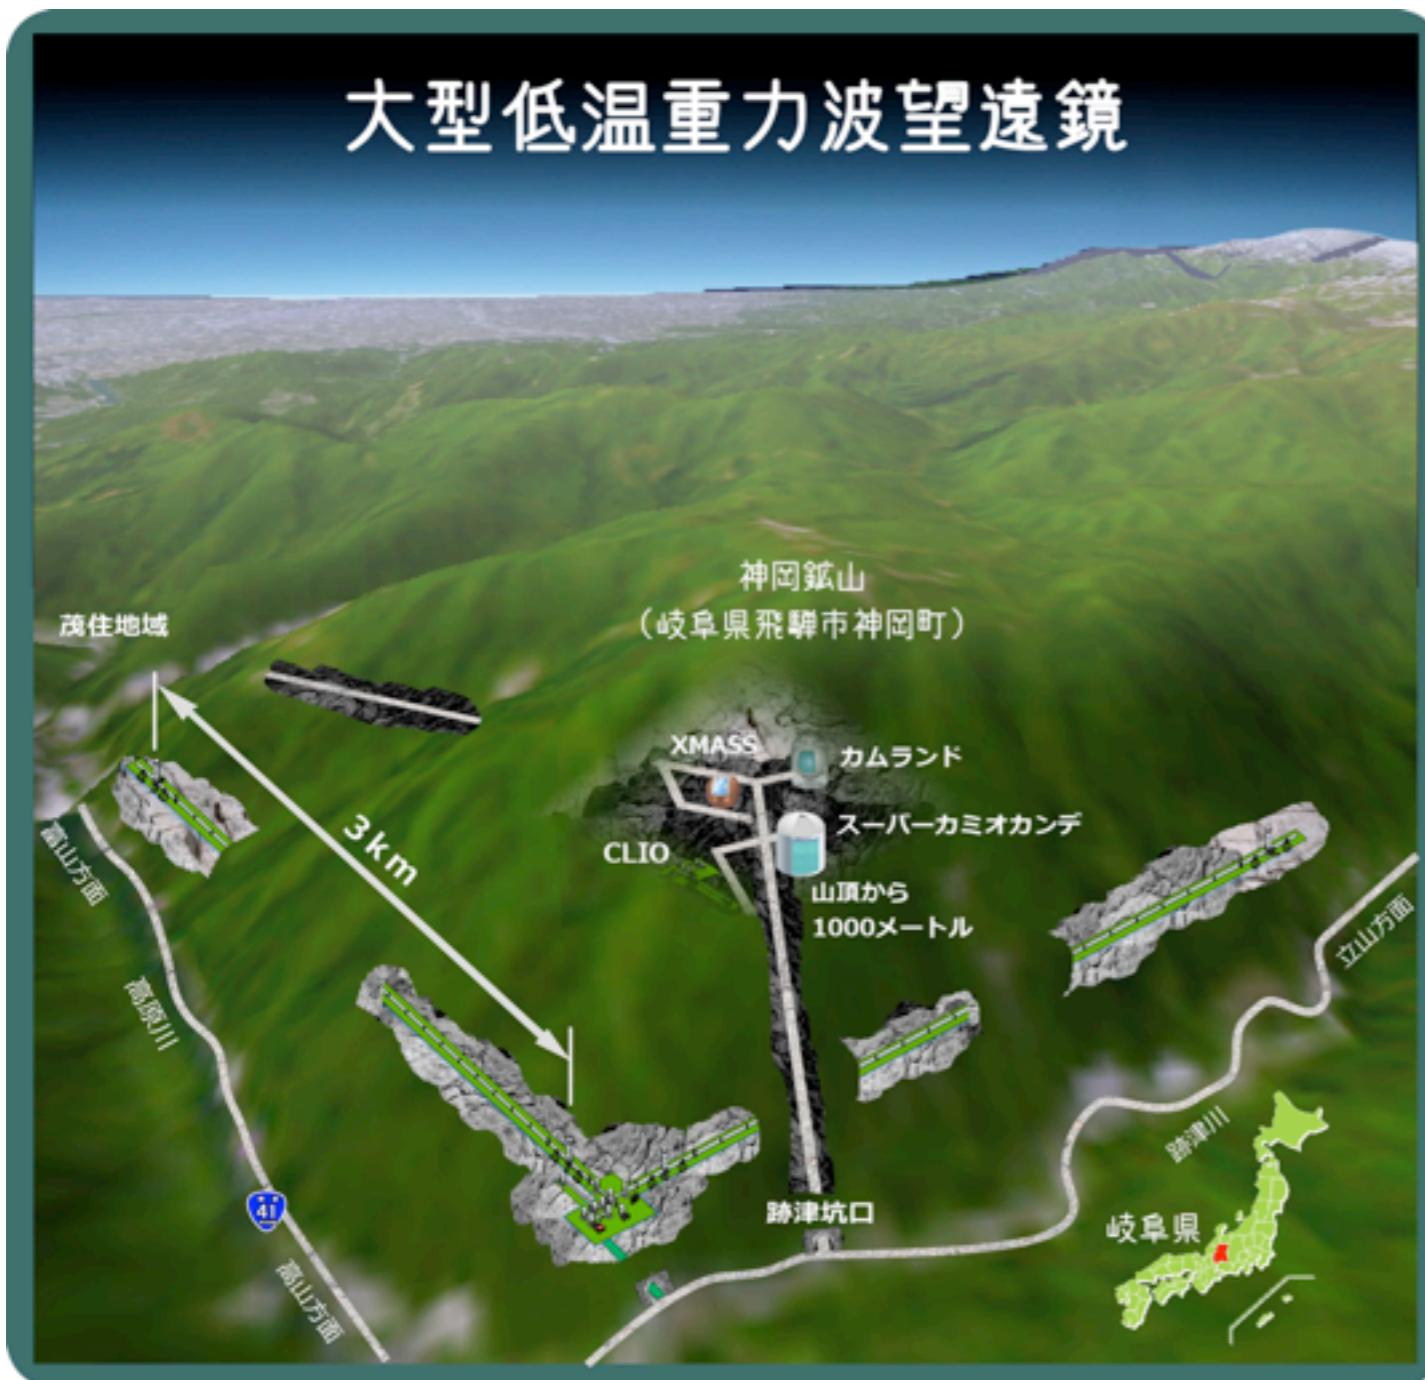 大型低温重力波望遠鏡
神岡鉱山
(岐阜県飛騨市神岡町)
茂住地域
XMASS
カムランド
3km
スーパーカミオカンデ
CLIO
富山方面
山頂から
1000メートル
立山方面
高原川
跡津川
41
跡津坑口
岐阜県
高山方面